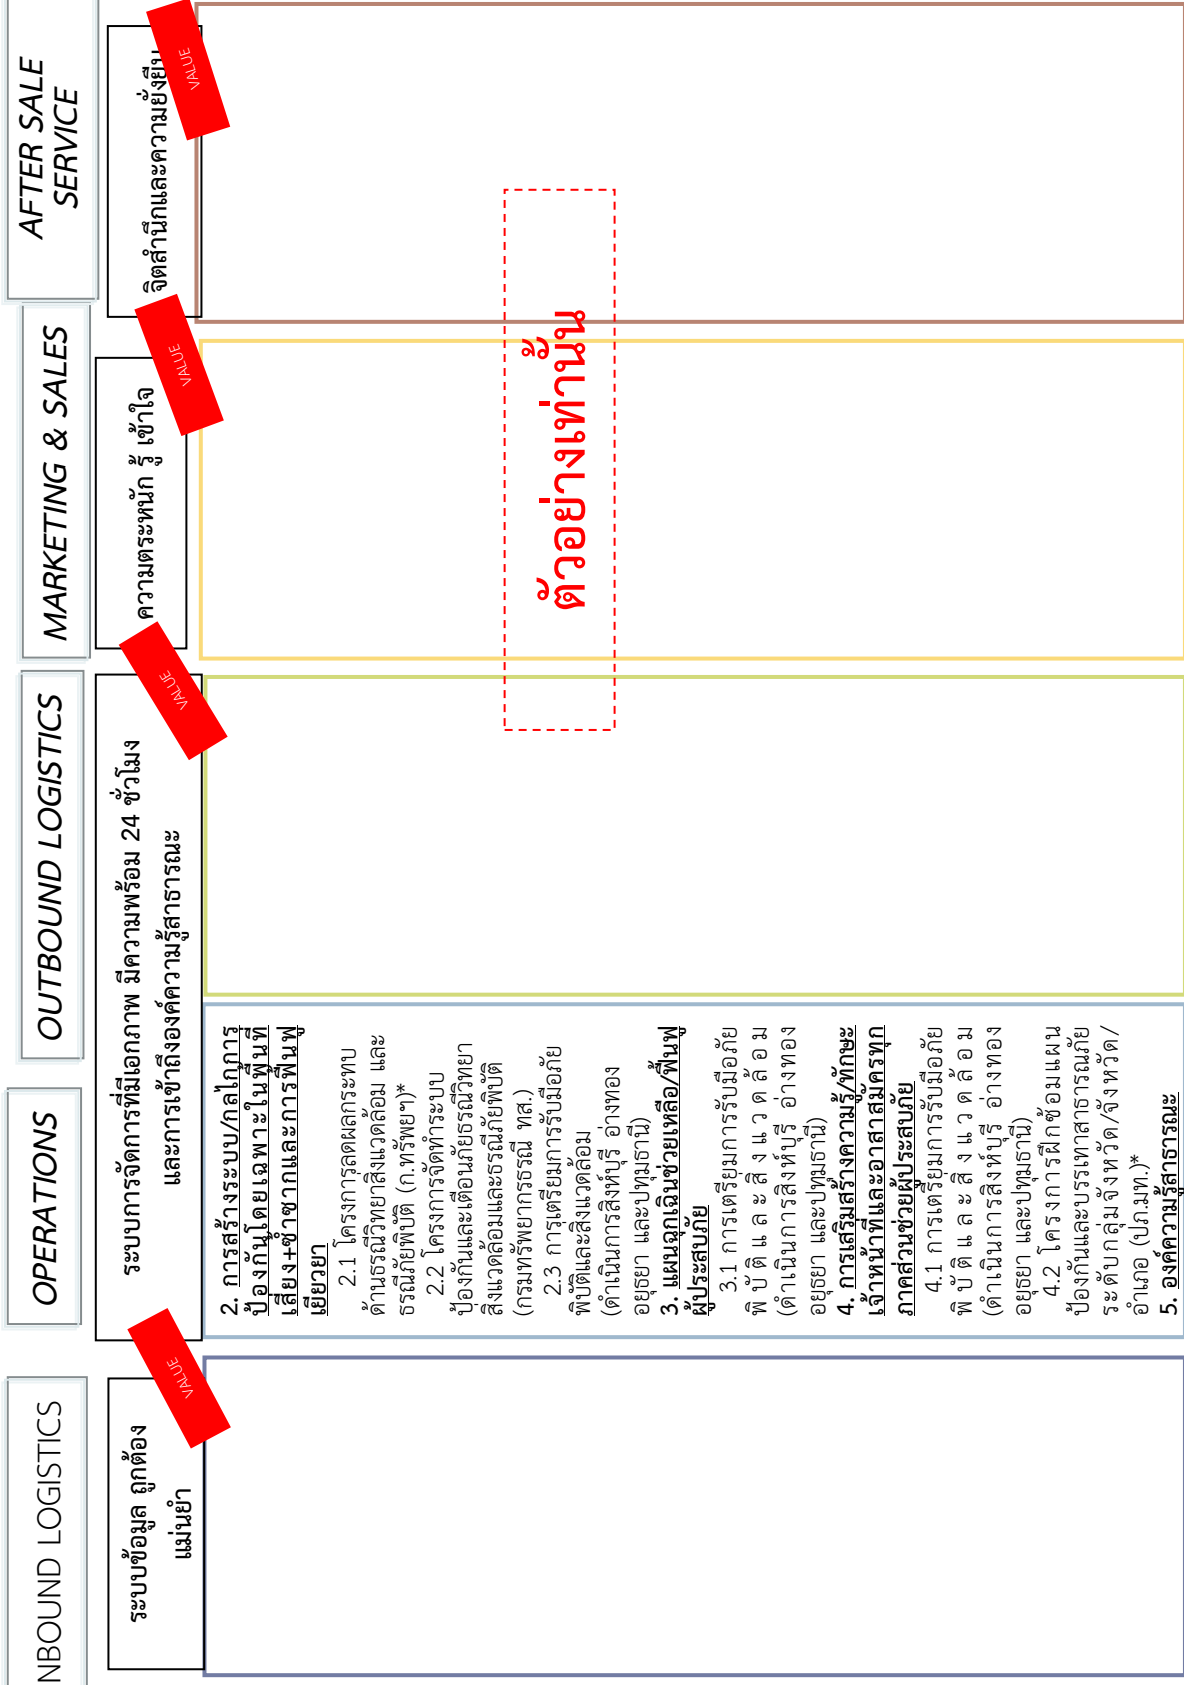 NBOUND LOGISTICS
OPERATIONS
OUTBOUND LOGISTICS
MARKETING & SALES
AFTER SALE
SERVICE
ระบบข้อมูล ถูกต้อง
แม่นยำ
VALUE
ระบบการจัดการที่มีเอกภาพ มีความพร้อม 24 ชั่วโมง
และการเข้าถึงองค์ความรู้สาธารณะ
VALUE
ความตระหนัก รู้ เข้าใจ
VALUE
จิตสำนึกและความยั่งยืน
VALUE
2. การสร้างระบบ/กลไกการ
ป้องกันโดยเฉพาะในพื้นที่
เสี่ยง+ซ้ำซากและการฟื้นฟู
เยียวยา
2.1 โครงการลดผลกระทบ
ด้านธรณีวิทยาสิ่งแวดล้อม และ
ธรณีภัยพิบัติ (ก.ทรัพยฯ)*
2.2 โครงการจัดทำระบบ
ป้องกันและเตือนภัยธรณีวิทยา
สิ่งแวดล้อมและธรณีภัยพิบัติ
(กรมทรัพยากรธรณี ทส.)
2.3 การเตรียมการรับมือภัย
พิบัติและสิ่งแวดล้อม
(ดำเนินการสิงห์บุรี อ่างทอง
อยุธยา และปทุมธานี)
3. แผนฉุกเฉินช่วยเหลือ/ฟื้นฟู
ผู้ประสบภัย
3.1 การเตรียมการรับมือภัย
พิบัติและสิ่งแวดล้อม
(ดำเนินการสิงห์บุรี อ่างทอง
อยุธยา และปทุมธานี)
4. การเสริมสร้างความรู้/ทักษะ
เจ้าหน้าที่และอาสาสมัครทุก
ภาคส่วนช่วยผู้ประสบภัย
4.1 การเตรียมการรับมือภัย
พิบัติและสิ่งแวดล้อม
(ดำเนินการสิงห์บุรี อ่างทอง
อยุธยา และปทุมธานี)
4.2 โครงการฝึกซ้อมแผน
ป้องกันและบรรเทาสาธารณภัย
ระดับกลุ่มจังหวัด/จังหวัด/
อำเภอ (ปภ.มท.)*
5. องค์ความรู้สาธารณะ
ตัวอย่างเท่านั้น